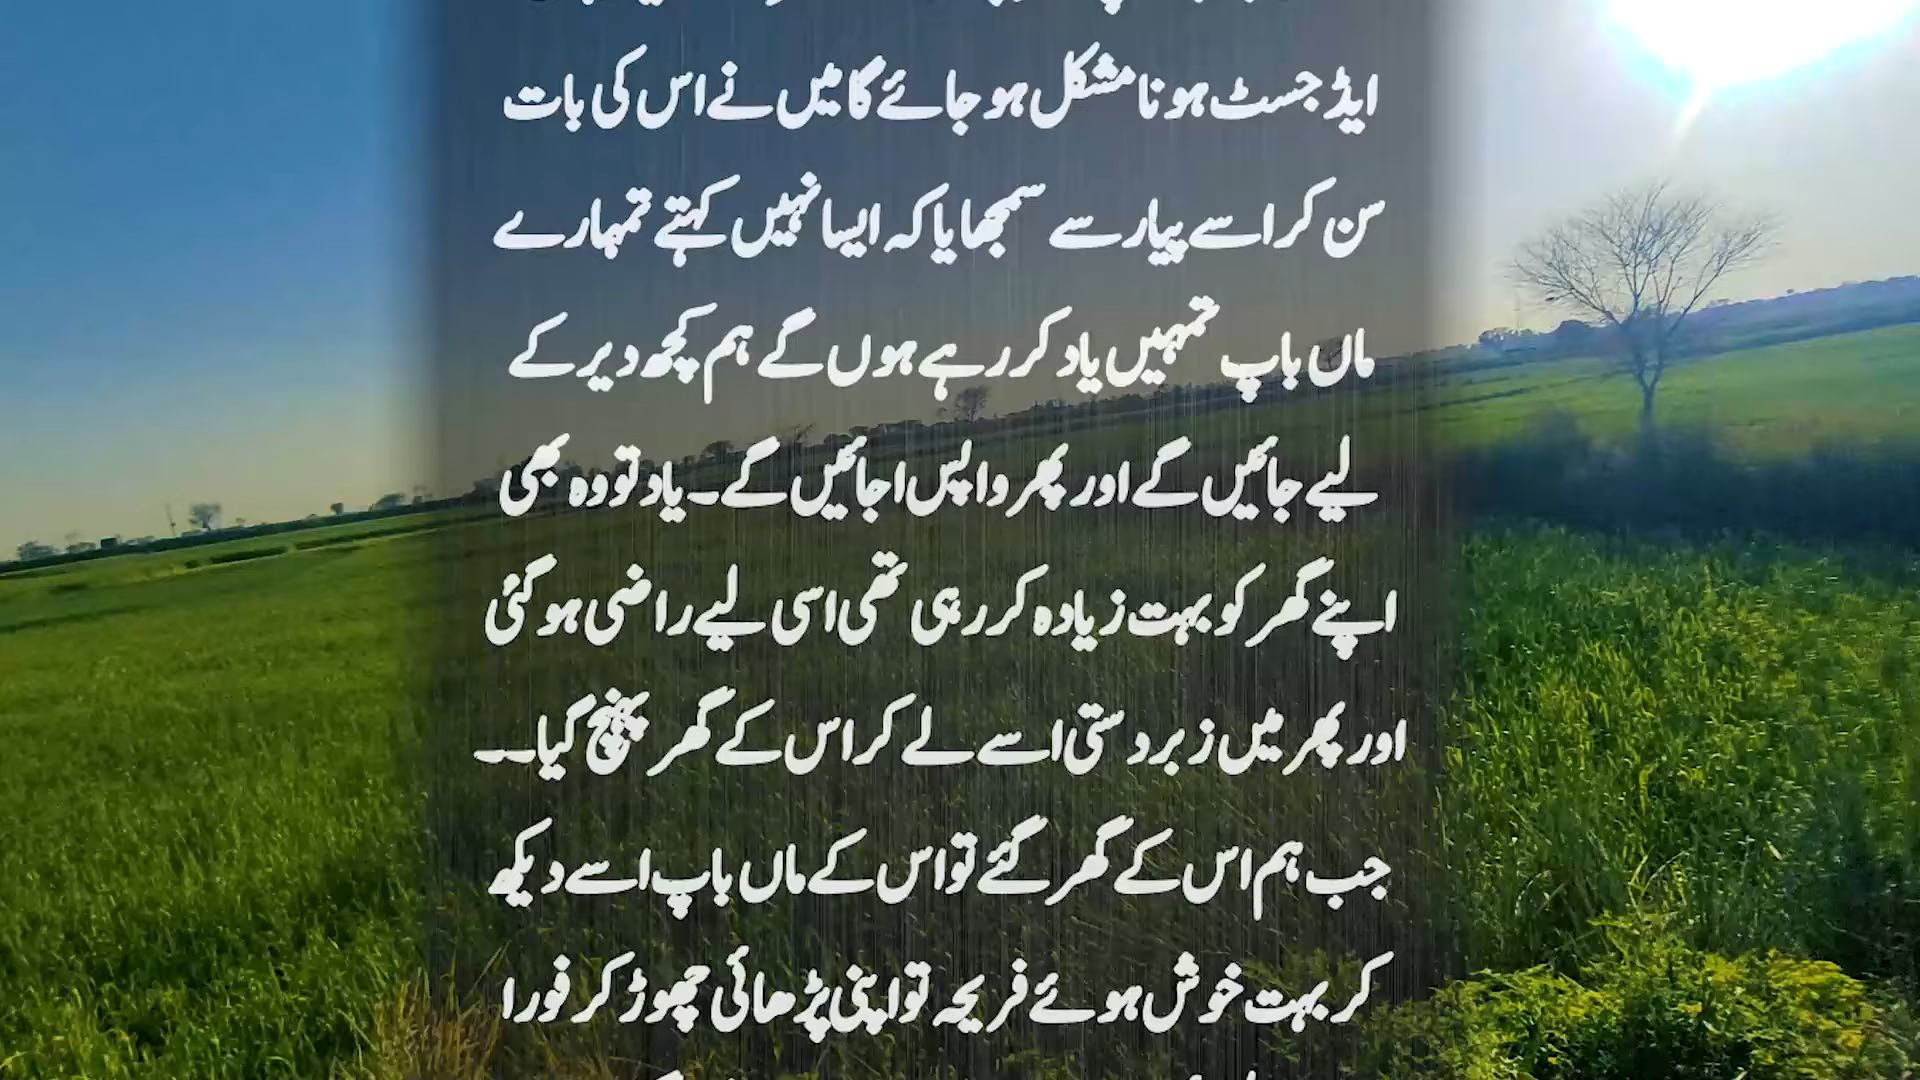 ایڈجسٹ ہونا مشکل ہو جائے گا میں نے اس کی بات
سن کر اسے پیار سے سمجھایا کہ ایسا نہیں کہتے تمہارے
ماں باپ تمہیں یاد کر رہے ہوں گے ہم کچھ دیر کے
لیے جائیں گے اور پھر واپس اجائیں گے۔ یاد تو وہ بھی
اپنے گھر کو بہت زیادہ کر رہی تھی اسی لیے راضی ہو گئی
اور پھر میں زبردستی اسے لے کر اس کے گھر پہنچ گیا۔۔
جب ہم اس کے گھر گئے تو اس کے ماں باپ اسے دیکھ
کر بہت خوش ہوئے فریحہ تو اپنی پڑھائی چھوڑ کر فورا